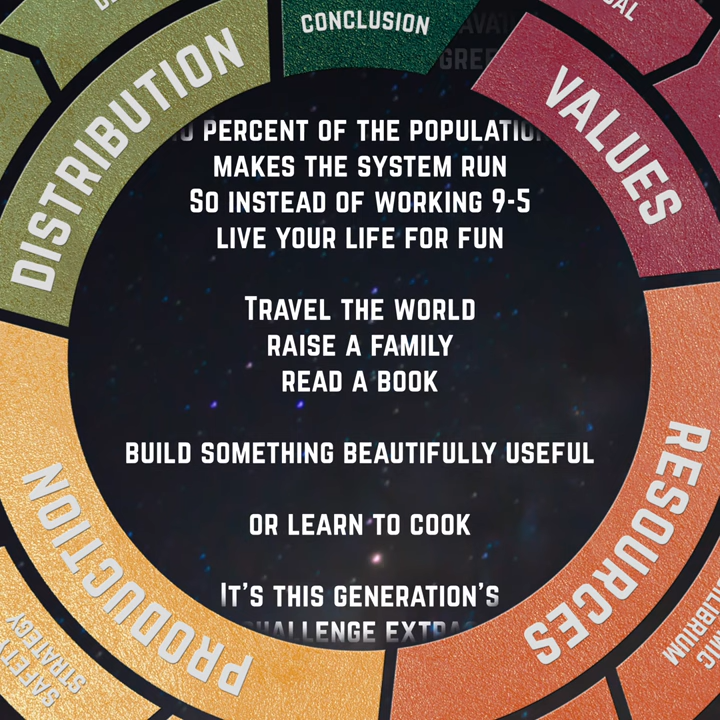 CONCLUSION
DISTRIBUTION
VALUES
PERCENT OF THE POPULATION
MAKES THE SYSTEM RUN
SO INSTEAD OF WORKING 9-5
LIVE YOUR LIFE FOR FUN
TRAVEL THE WORLD
RAISE A FAMILY
READ A BOOK
BUILD SOMETHING BEAUTIFULLY USEFUL
OR LEARN TO COOK
IT'S THIS GENERATION'S
CHALLENGE
RESOURCES
PRODUCTION
SAFETY
STRATEGY